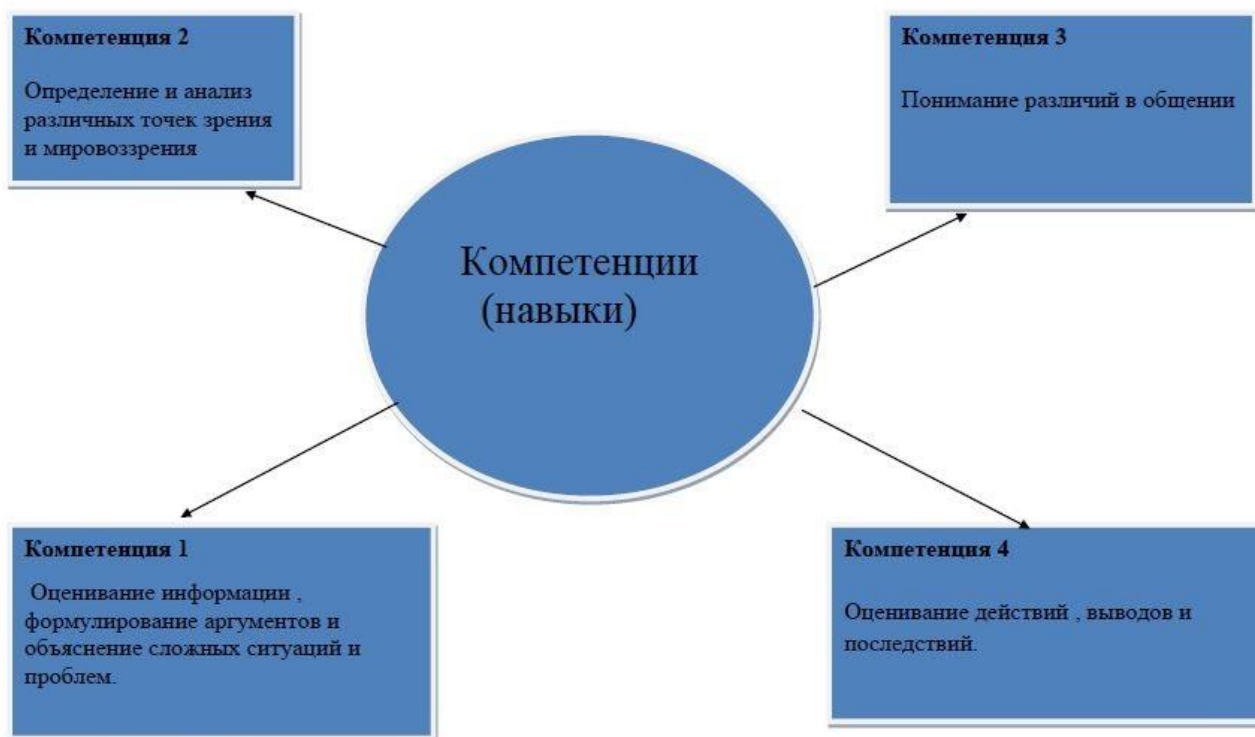 Компетенция 2
Определение и анализ
различных точек зрения
и мировоззрения
Компетенция 3
Понимание различий в общении
Компетенции
(навыки)
Компетенция 1
Оценивание информации ,
формулирование аргументов и
объяснение сложных ситуаций и
проблем.
Компетенция 4
Оценивание действий , выводов и
последствий.